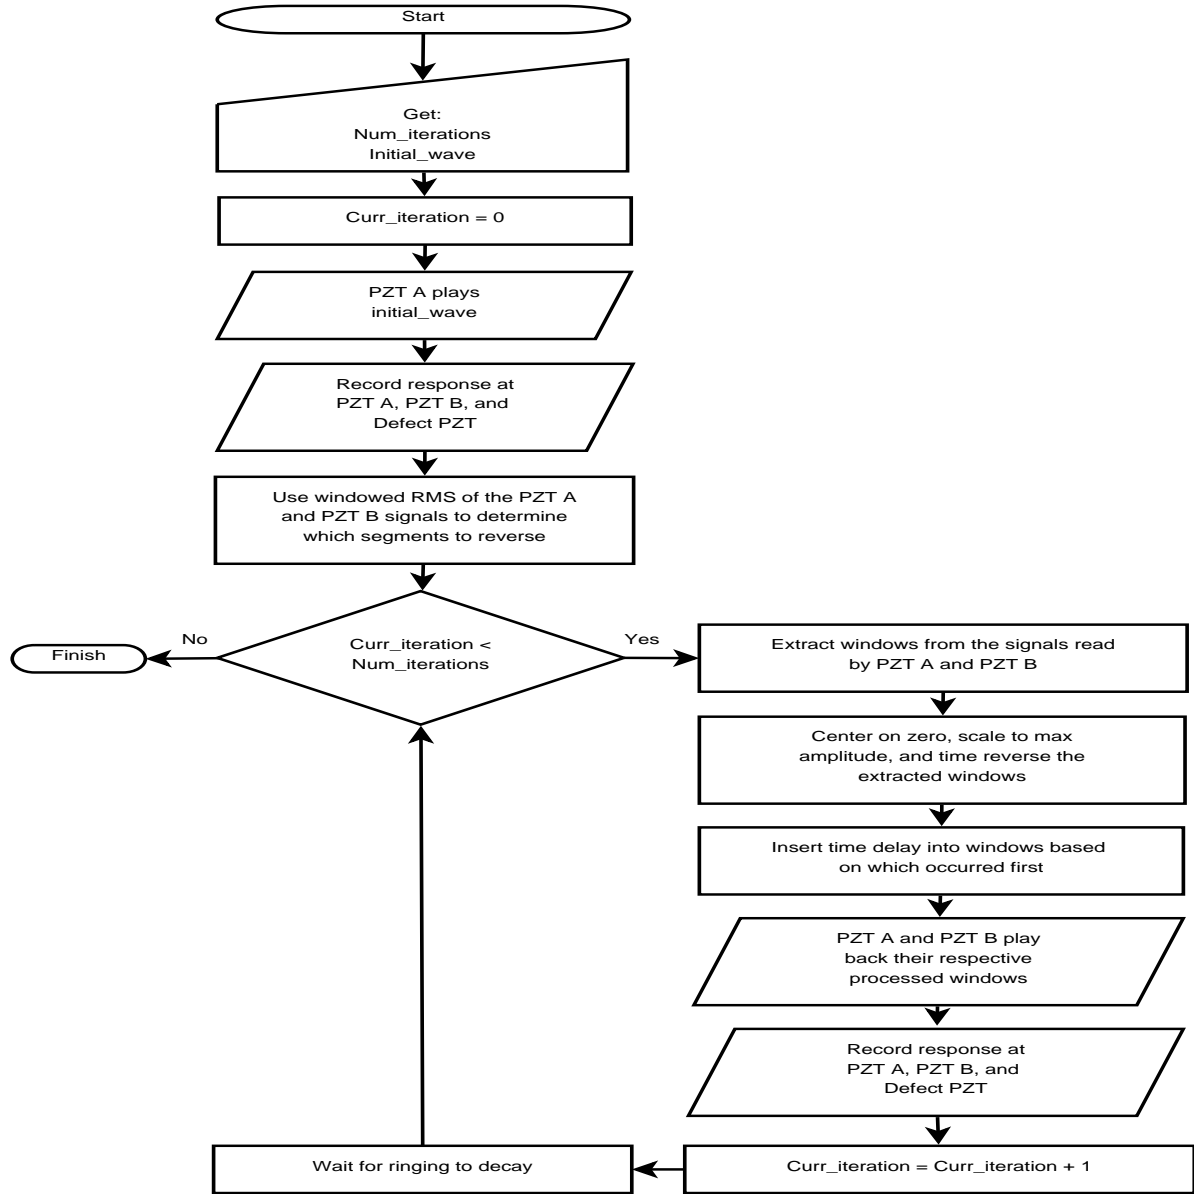 Start
Get:
Num_iterations
Initial_wave
Curr_iteration = 0
PZT A plays
initial_wave
Record response at
PZT A, PZT B, and
Defect PZT
Use windowed RMS of the PZT A
and PZT B signals to determine
which segments to reverse
Curr_iteration <
Num_iterations
No
Finish
Yes
Extract windows from the signals read
by PZT A and PZT B
Center on zero, scale to max
amplitude, and time reverse the
extracted windows
Insert time delay into windows based
on which occurred first
PZT A and PZT B play
back their respective
processed windows
Record response at
PZT A, PZT B, and
Defect PZT
Curr_iteration = Curr_iteration + 1
Wait for ringing to decay